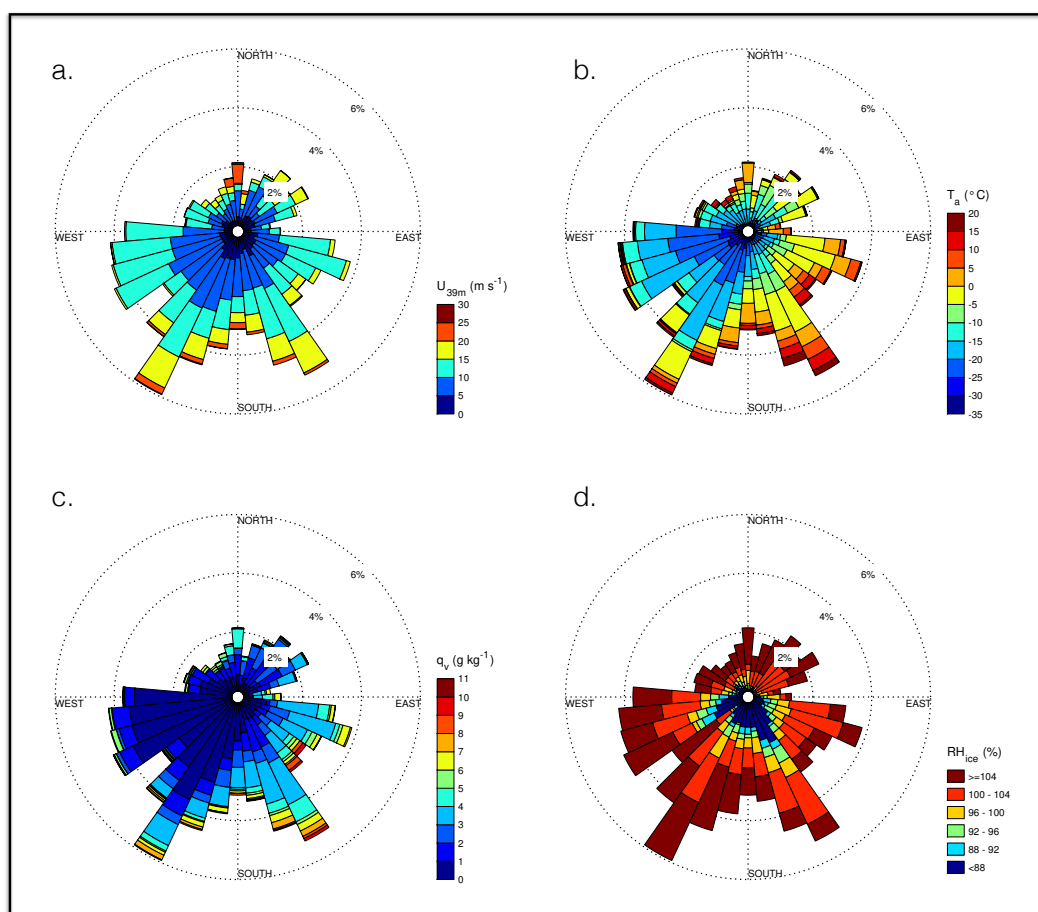 a.
NORTH
6%
4%
2%
WEST
EAST
SOUTH
U39m (m s-1)
30
25
20
15
10
5
0
b.
NORTH
6%
4%
2%
WEST
EAST
SOUTH
Ta (°C)
20
15
10
5
0
-5
-10
-15
-20
-30
-35
c.
NORTH
6%
4%
2%
WEST
EAST
SOUTH
qv (g kg-1)
11
10
9
8
7
6
5
4
3
2
1
0
d.
NORTH
6%
4%
2%
WEST
EAST
SOUTH
RHice (%)
>=104
100 - 104
96 - 100
92 - 96
88 - 92
<88